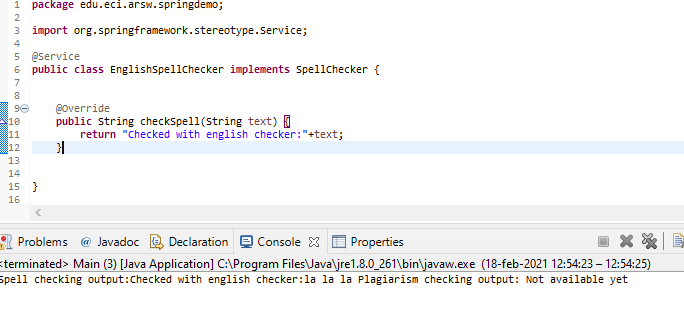 1 package edu.eci.arsw.springdemo;
2
3 import org.springframework.stereotype.Service;
4
5 @Service
6 public class EnglishSpellChecker implements SpellChecker {
7
8
9 @Override
10 public String checkSpell(String text) {
11 return "Checked with english checker:"+text;
12 }
13
14
15 }
16
Problems @ Javadoc Declaration Console Properties
<terminated> Main (3) [Java Application] C:\Program Files\Java\jre1.8.0_261\bin\javaw.exe (18-feb-2021 12:54:23 – 12:54:25)
Spell checking output:Checked with english checker:la la la Plagiarism checking output: Not available yet